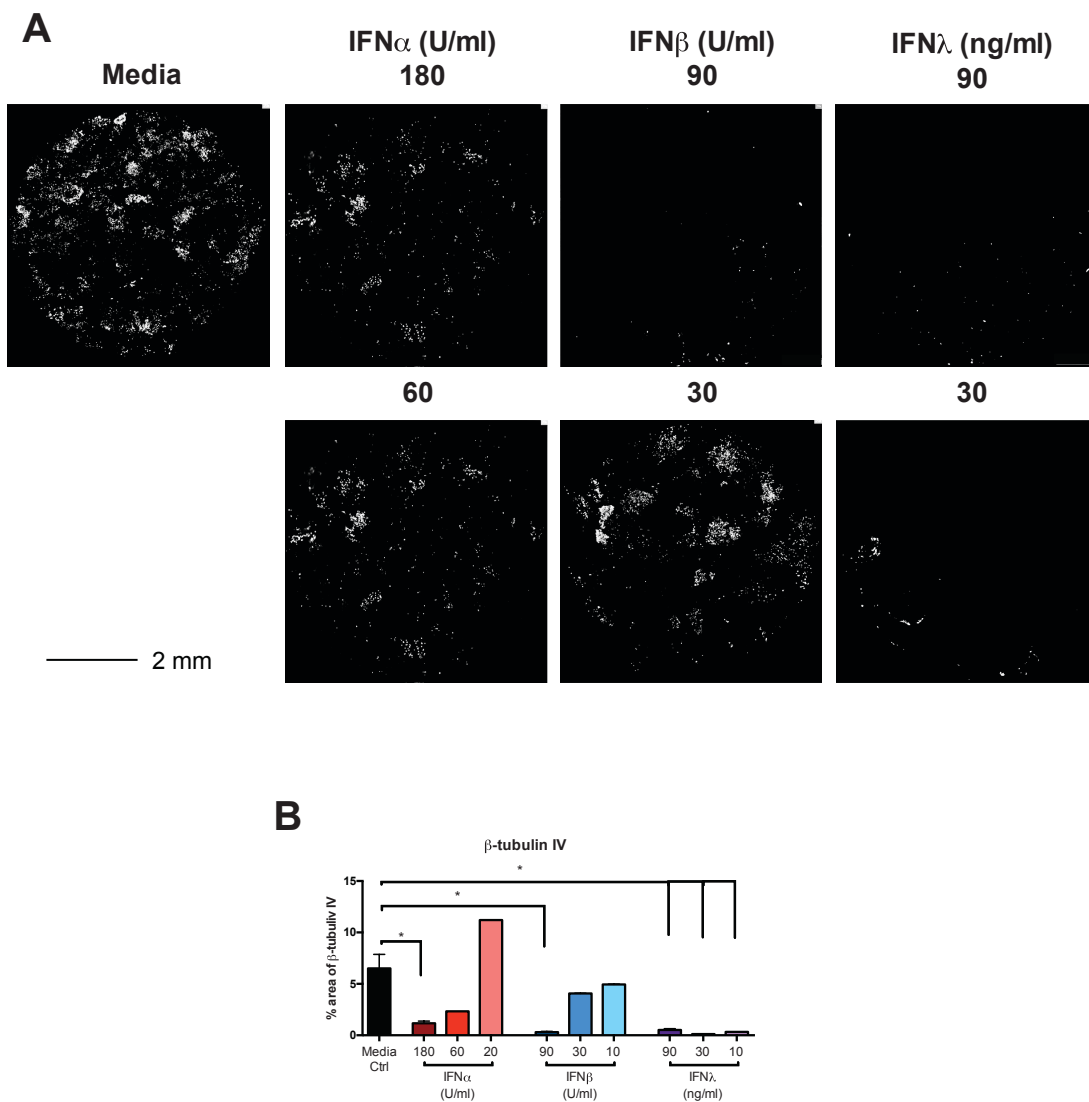 A
Media
IFNα (U/ml)
180
IFNβ (U/ml)
90
IFNλ (ng/ml)
90
60
30
30
2 mm
B
β-tubulin IV
% area of β-tubuliv IV
15
10
5
0
*
*
*
Media
Ctrl
180
60
20
90
30
10
90
30
10
IFNα
(U/ml)
IFNβ
(U/ml)
IFNλ
(ng/ml)